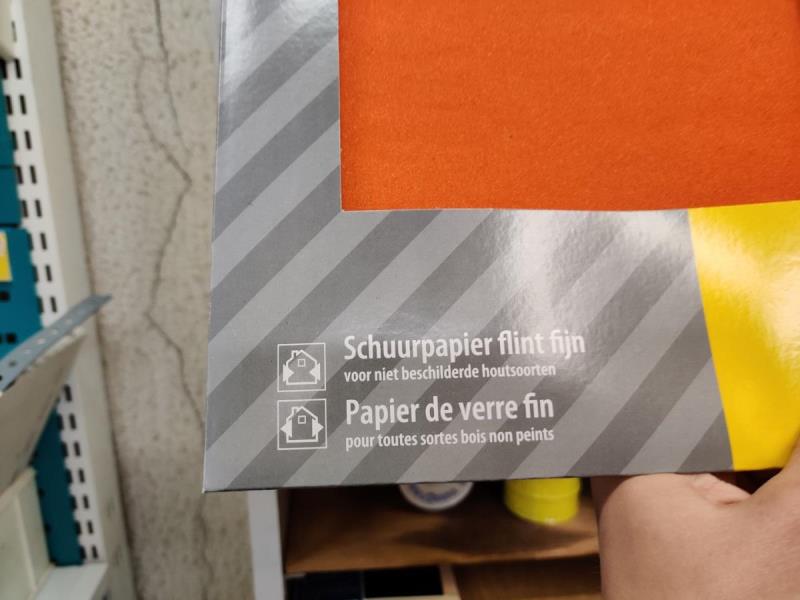 Schuurpapier flint fijn
voor niet beschilderde houtsoorten
Papier de verre fin
pour toutes sortes bois non peints